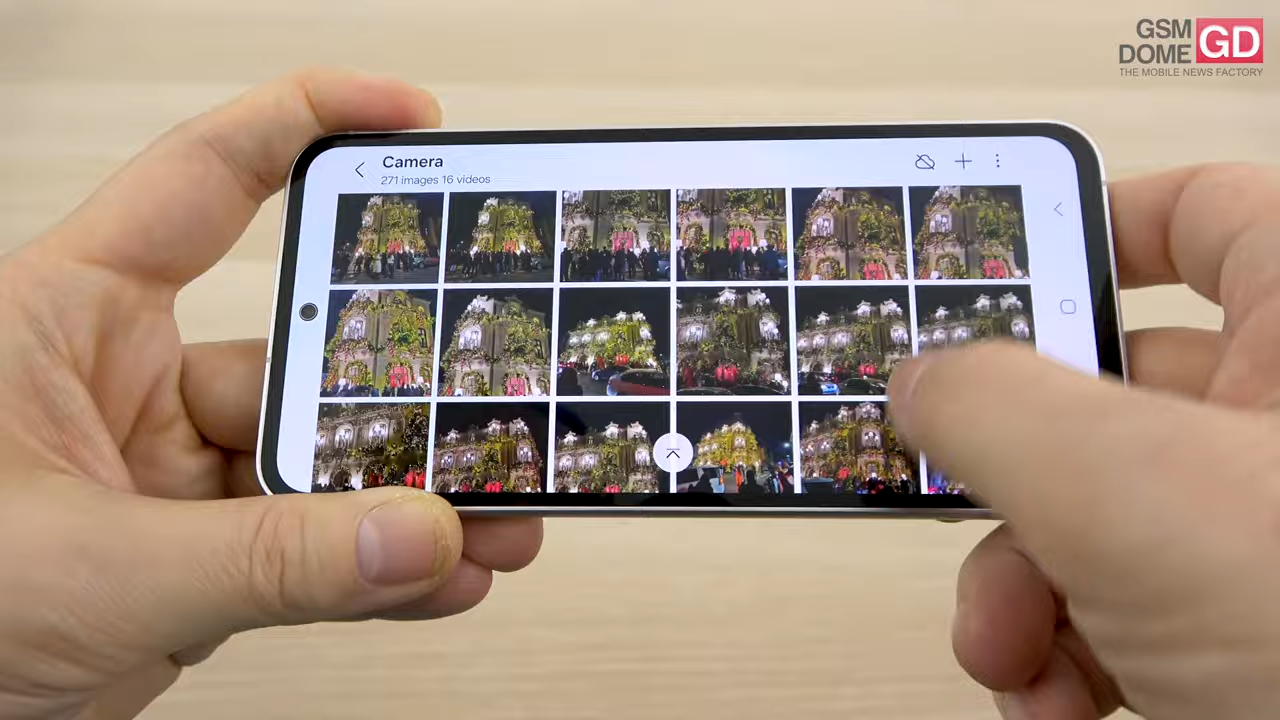 GSM
DOME GD
THE MOBILE NEWS FACTORY
Camera
271 images 16 videos